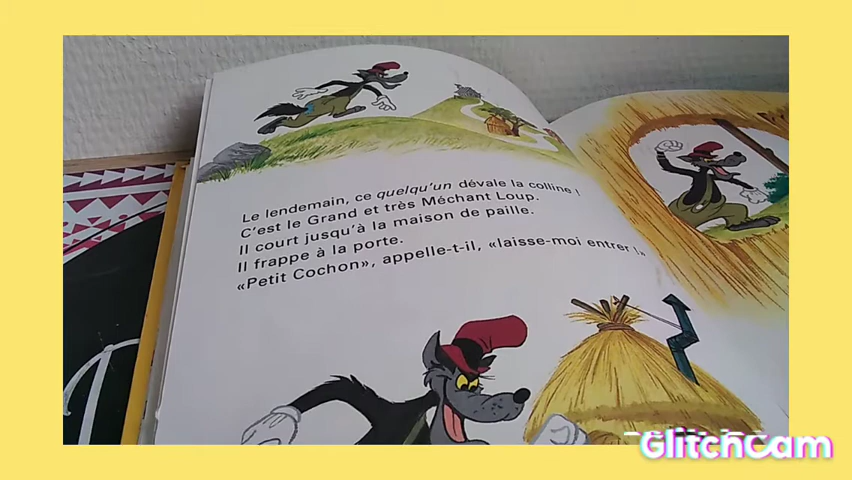 Le lendemain, ce quelqu'un dévale la colline !
C'est le Grand et très Méchant Loup.
Il court jusqu'à la maison de paille.
Il frappe à la porte.
«Petit Cochon», appelle-t-il, «laisse-moi entrer !»
GlitchCam